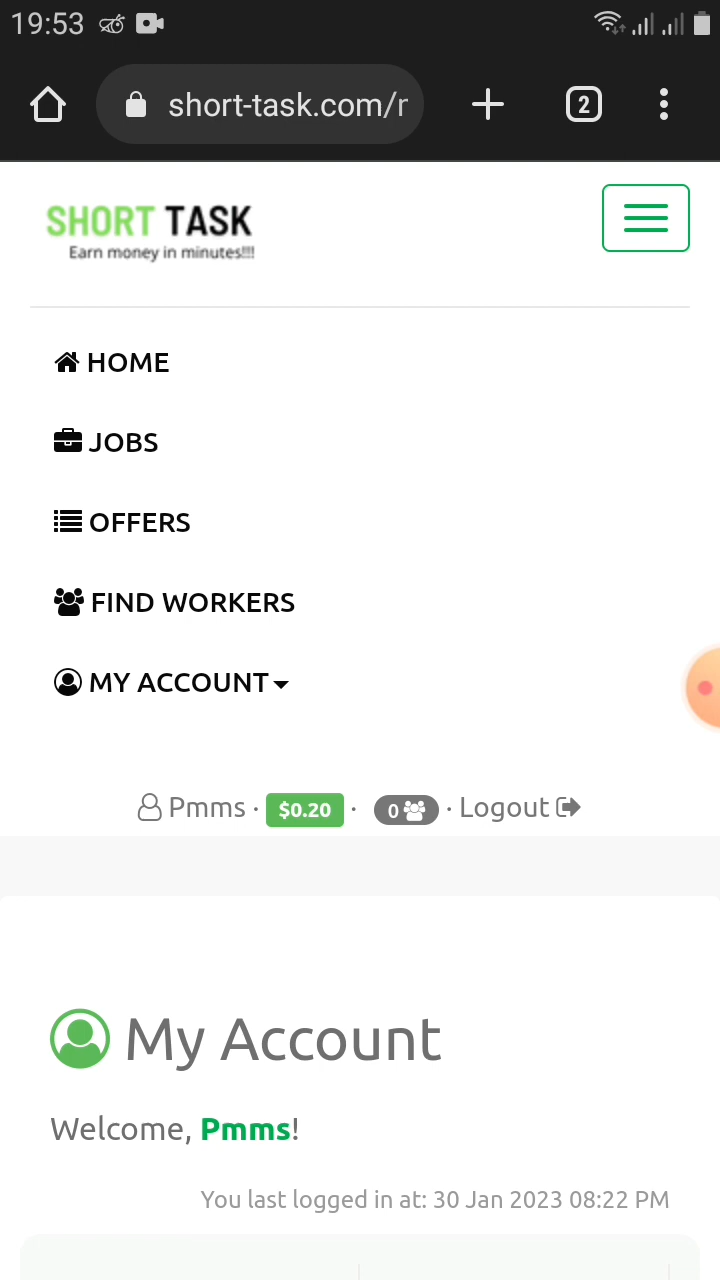 19:53
short-task.com/r
2
SHORT TASK
Earn money in minutes!!!
HOME
JOBS
OFFERS
FIND WORKERS
MY ACCOUNT
Pmms · $0.20 · 0 · Logout
My Account
Welcome, Pmms!
You last logged in at: 30 Jan 2023 08:22 PM